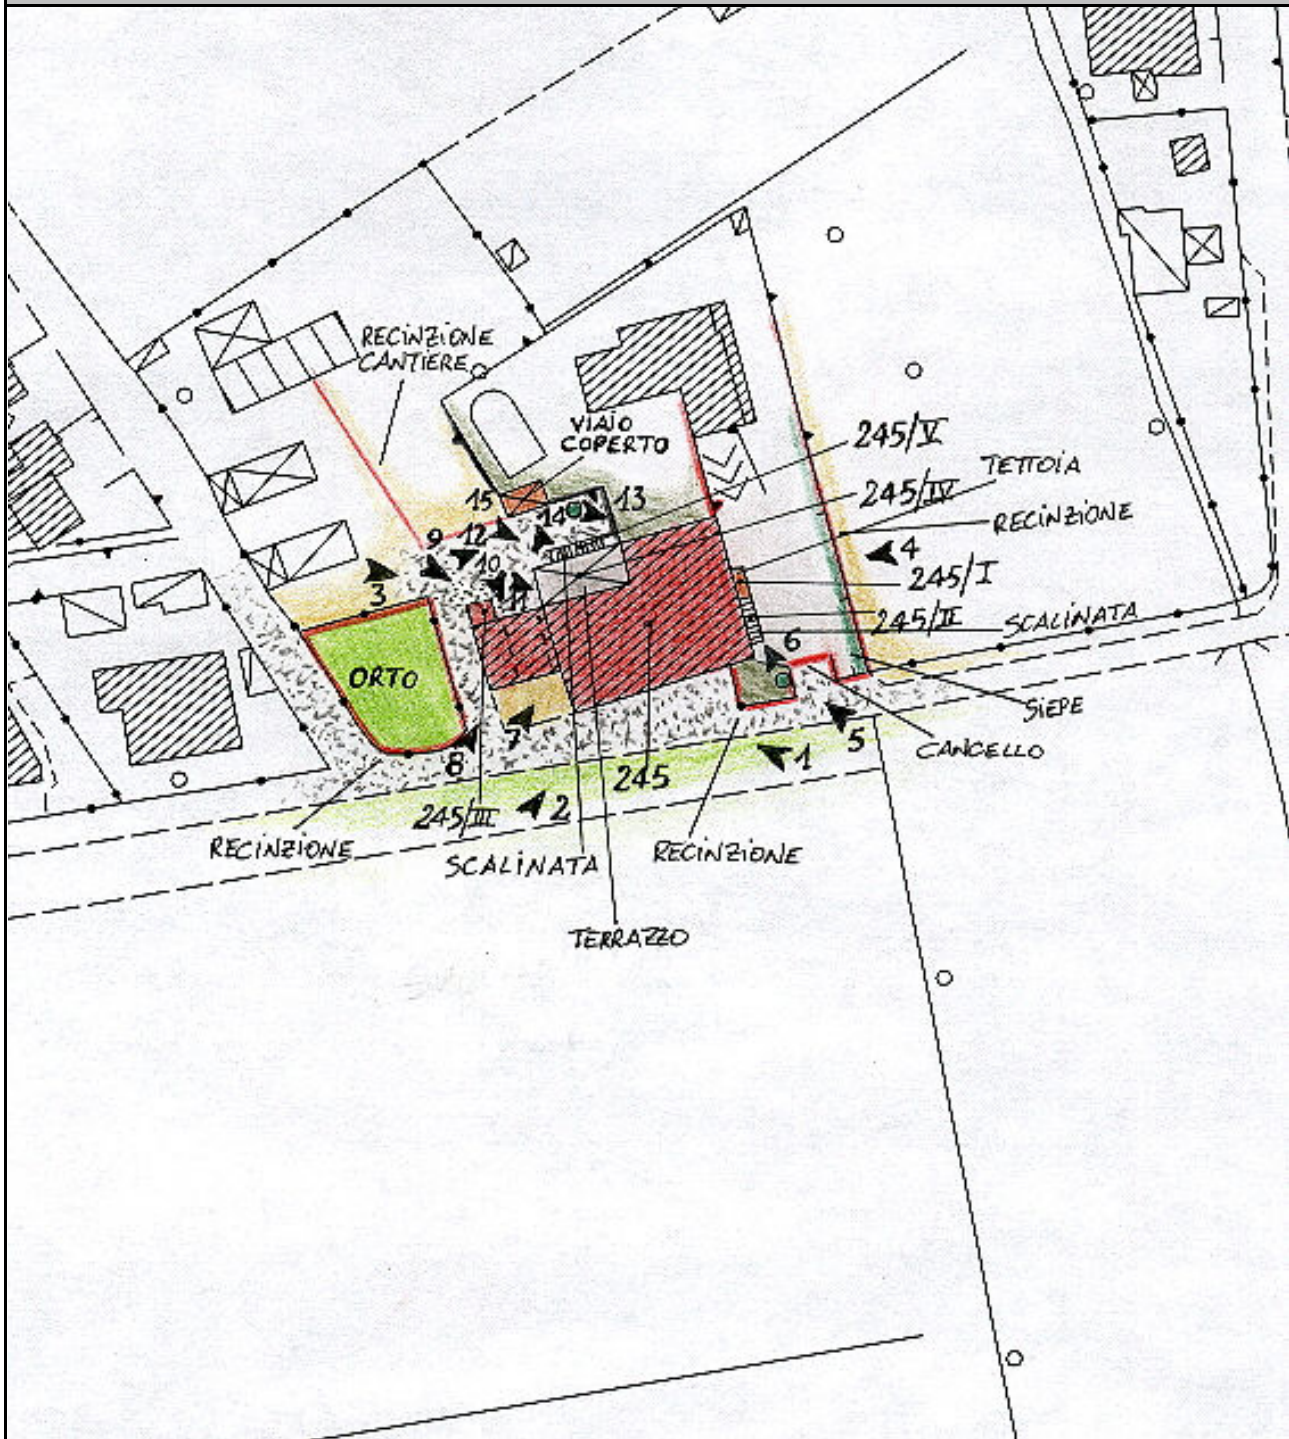 RECINZIONE
CANTIERE
VIAIO
COPERTO
245/V
TETTOIA
245/IV
15
13
14
RECINZIONE
9
12
4
10
245/I
3
11
245/II
SCALINATA
6
ORTO
SIEPE
7
5
CANCELLO
8
1
245
245/III
2
RECINZIONE
SCALINATA
RECINZIONE
TERRAZZO